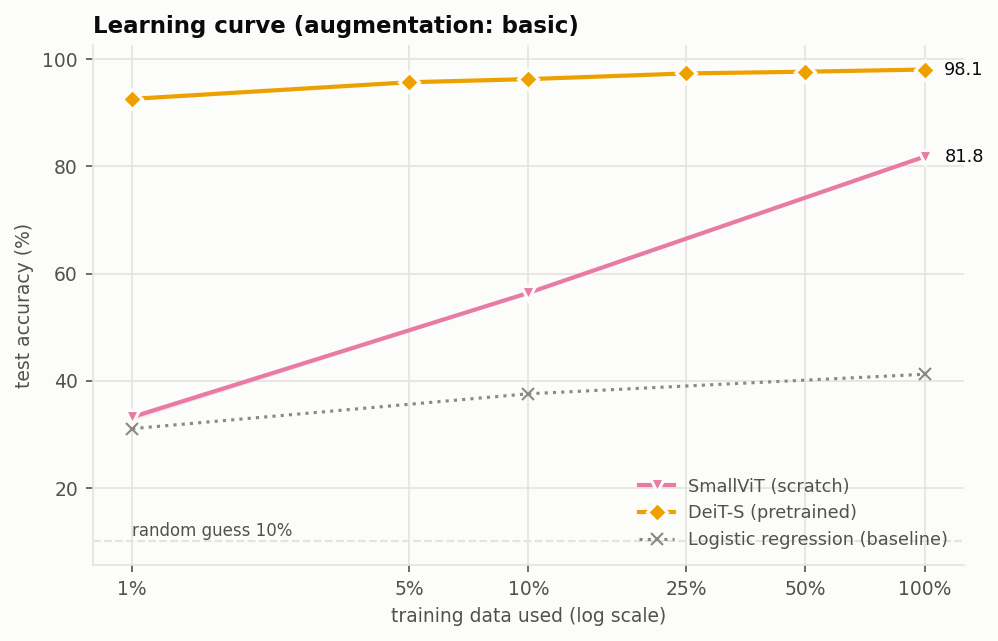 Learning curve (augmentation: basic)
test accuracy (%)
100
80
60
40
20
98.1
81.8
random guess 10%
SmallViT (scratch)
DeiT-S (pretrained)
Logistic regression (baseline)
1%
5%
10%
25%
50%
100%
training data used (log scale)